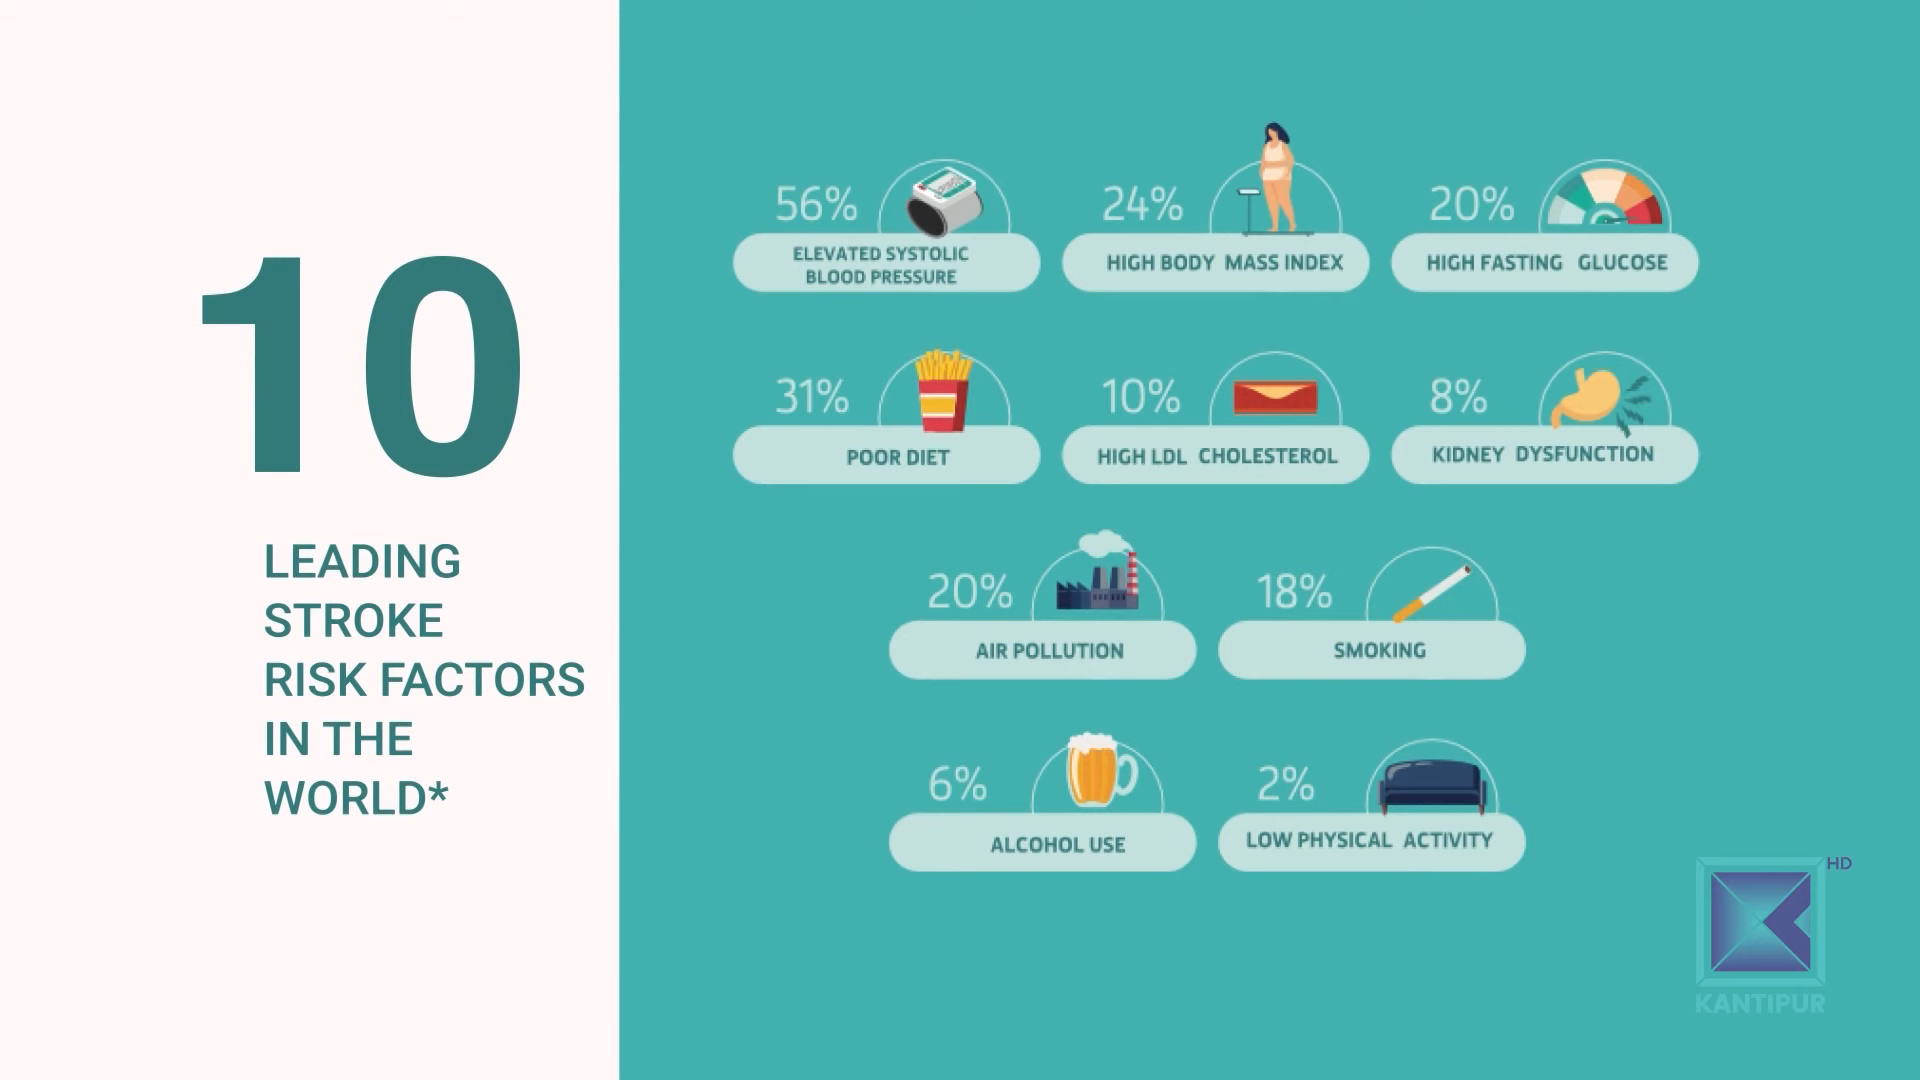 10
LEADING
STROKE
RISK FACTORS
IN THE
WORLD*
56%
ELEVATED SYSTOLIC
BLOOD PRESSURE
24%
HIGH BODY MASS INDEX
20%
HIGH FASTING GLUCOSE
31%
POOR DIET
10%
HIGH LDL CHOLESTEROL
8%
KIDNEY DYSFUNCTION
20%
AIR POLLUTION
18%
SMOKING
6%
ALCOHOL USE
2%
LOW PHYSICAL ACTIVITY
HD
KANTIPUR